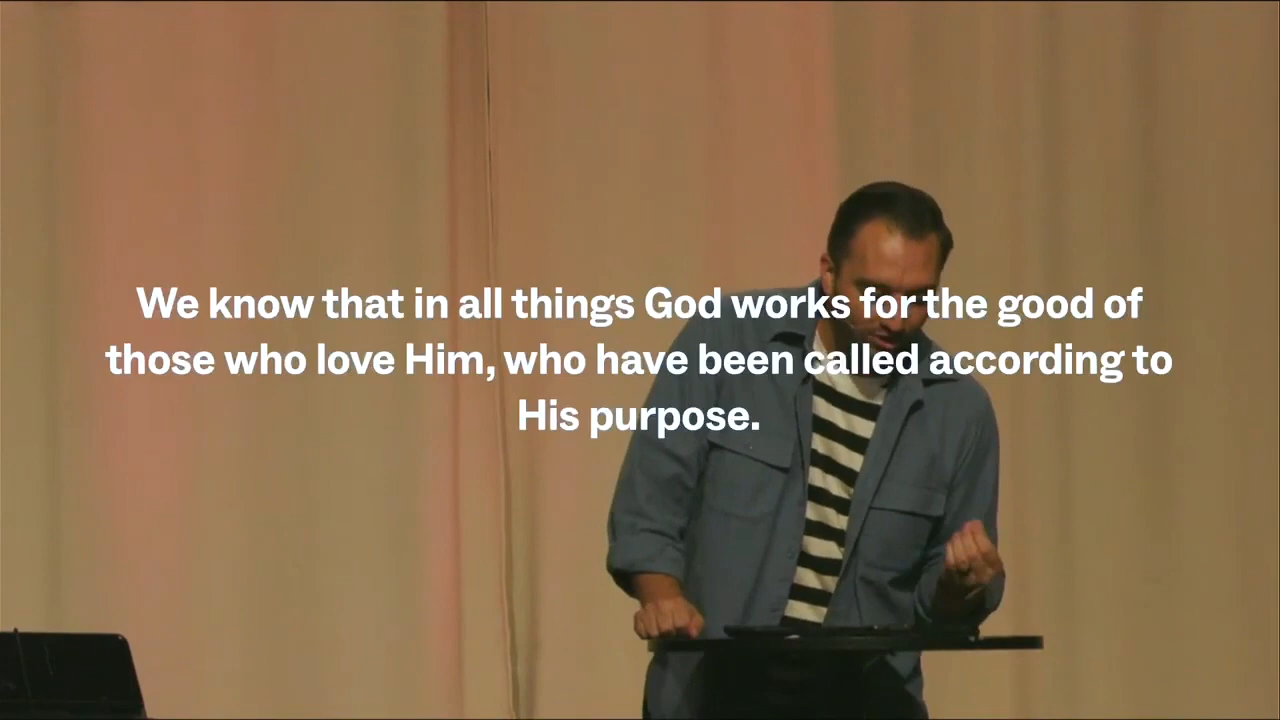 We know that in all things God works for the good of
those who love Him, who have been called according to
His purpose.